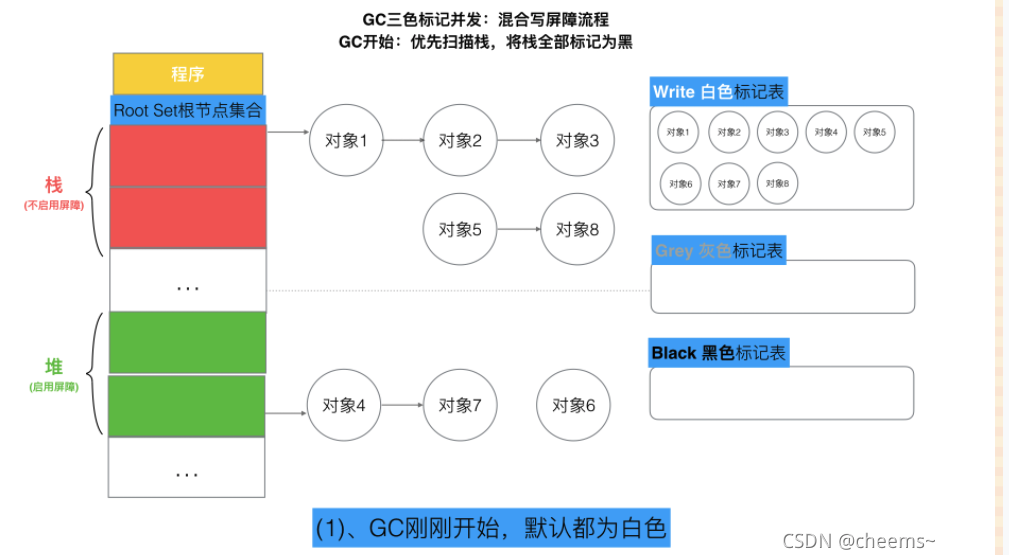 GC三色标记并发：混合写屏障流程
GC开始：优先扫描栈，将栈全部标记为黑
程序
Root Set根节点集合
栈
(不启用屏障)
...
堆
(启用屏障)
...
对象1
对象2
对象3
对象5
对象8
对象4
对象7
对象6
Write 白色标记表
对象1
对象2
对象3
对象4
对象5
对象6
对象7
对象8
Grey 灰色标记表
Black 黑色标记表
(1)、GC刚刚开始，默认都为白色
CSDN @cheems~